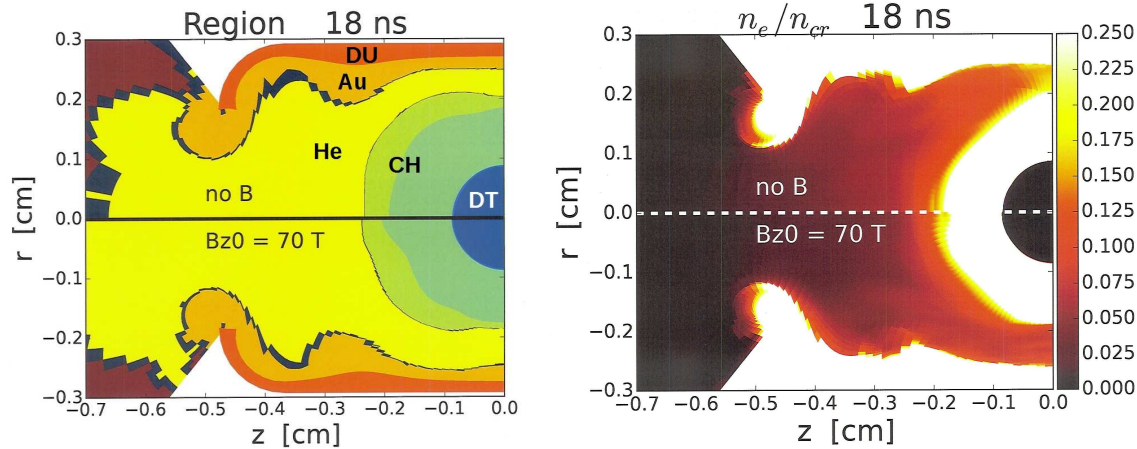 Region 18 ns
0.3
0.2
0.1
0.0
−0.1
−0.2
−0.3
r [cm]
DU
Au
He
CH
DT
no B
Bz0 = 70 T
−0.7 −0.6 −0.5 −0.4 −0.3 −0.2 −0.1 0.0
z [cm]
n_e/n_cr 18 ns
0.3
0.2
0.1
0.0
−0.1
−0.2
−0.3
r [cm]
no B
Bz0 = 70 T
−0.7 −0.6 −0.5 −0.4 −0.3 −0.2 −0.1 0.0
z [cm]
0.250
0.225
0.200
0.175
0.150
0.125
0.100
0.075
0.050
0.025
0.000